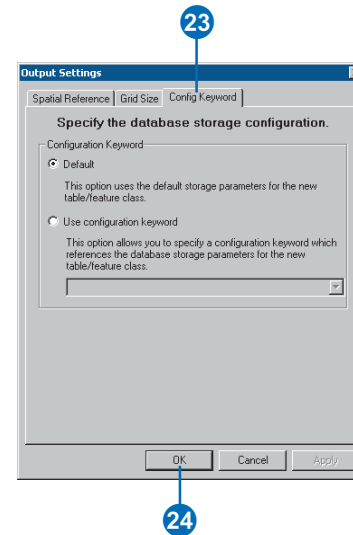 23
Output Settings
Spatial Reference Grid Size Config Keyword
Specify the database storage configuration.
Configuration Keyword
Default
This option uses the default storage parameters for the new
table/feature class.
Use configuration keyword
This option allows you to specify a configuration keyword which
references the database storage parameters for the new
table/feature class.
OK Cancel Apply
24